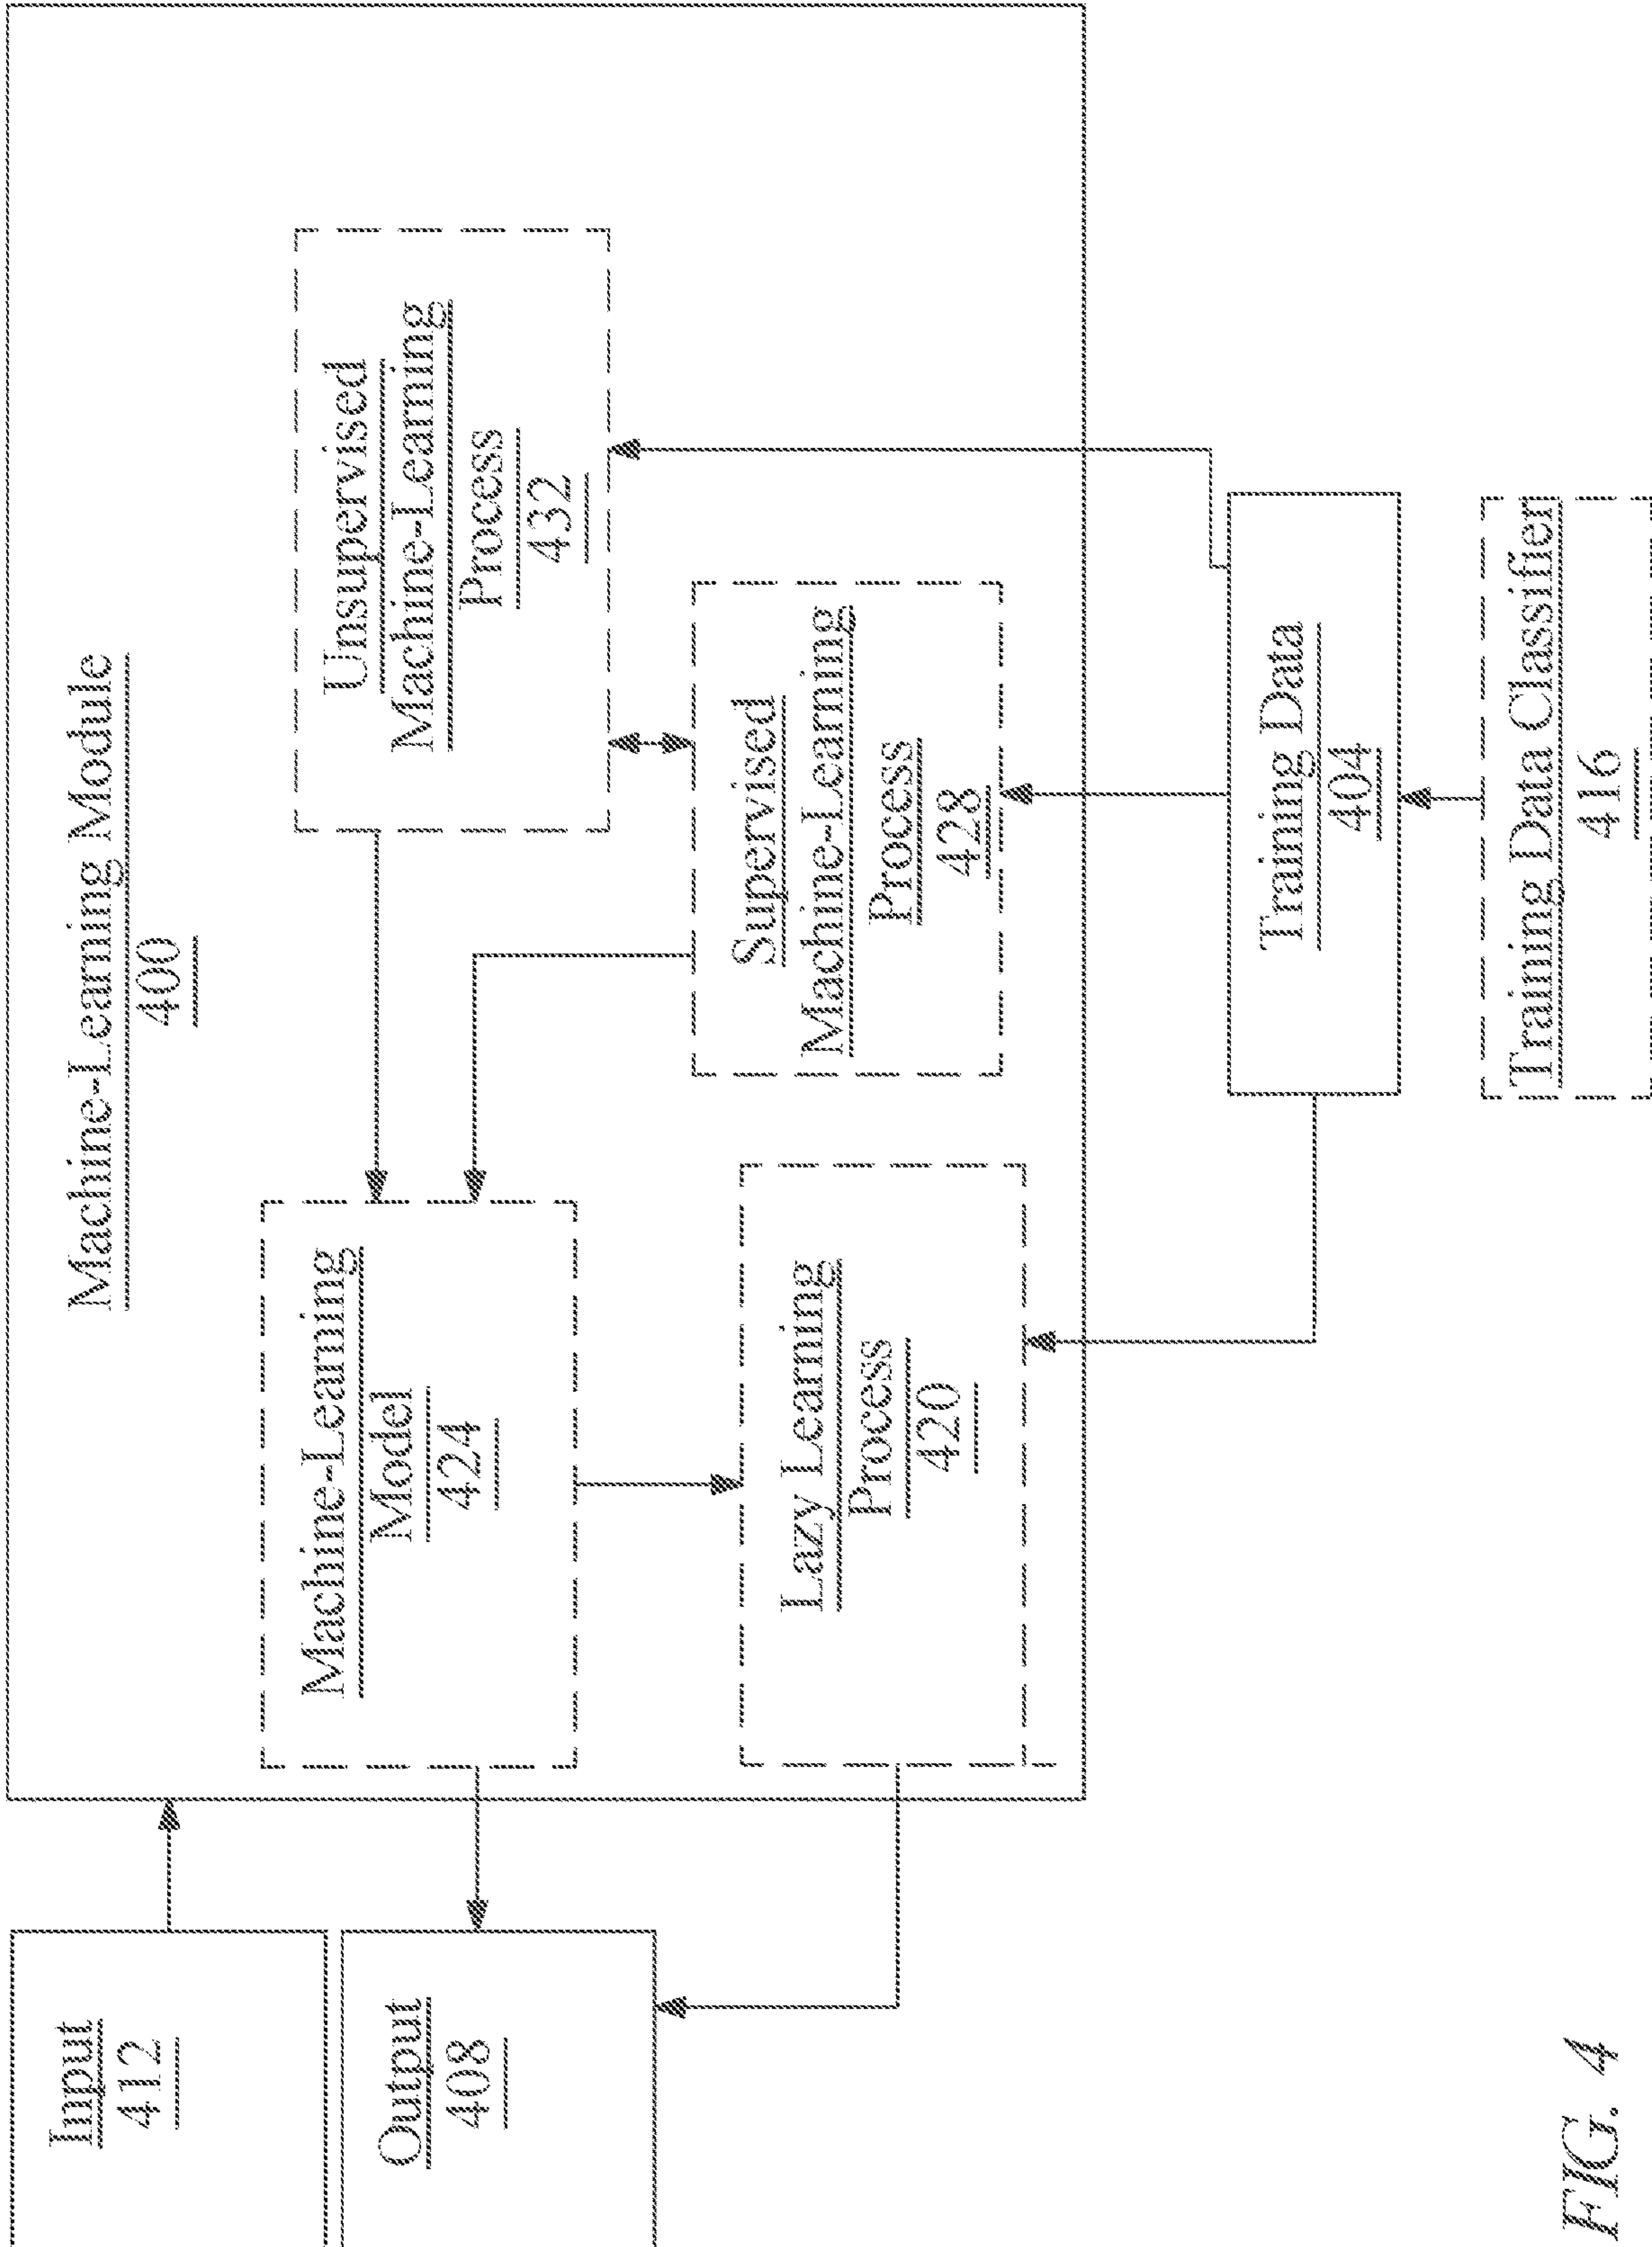 Machine-Learning Module
400
Input
412
Output
408
Machine-Learning
Model
424
Unsupervised
Machine-Learning
Process
432
Lazy Learning
Process
420
Supervised
Machine-Learning
Process
428
Training Data
404
Training Data Classifier
416
FIG. 4